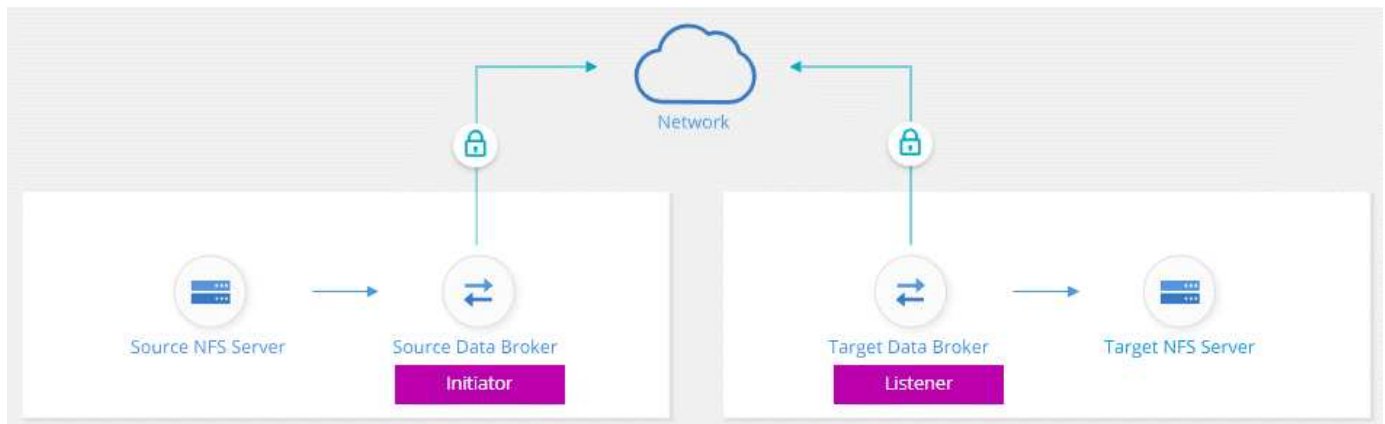 Network
Source NFS Server
Source Data Broker
Target Data Broker
Target NFS Server
Initiator
Listener